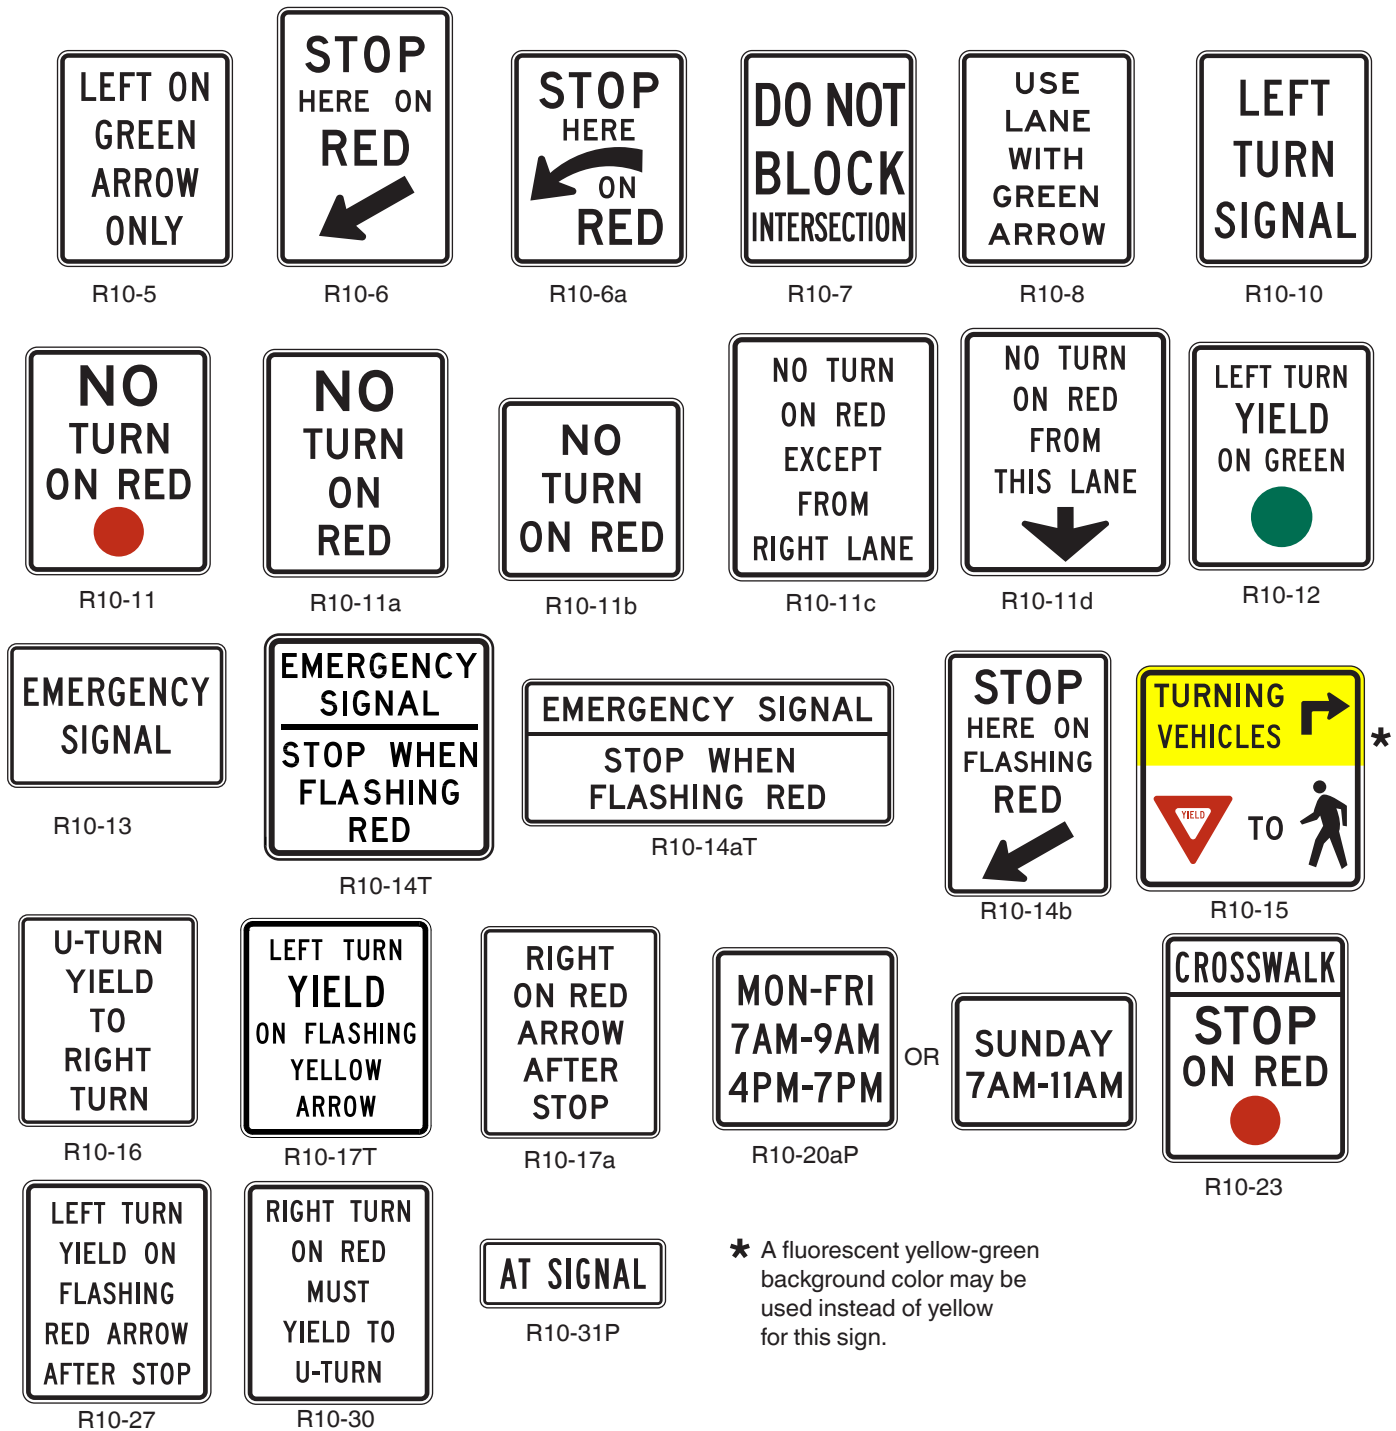 LEFT ON
GREEN
ARROW
ONLY
R10-5
STOP
HERE ON
RED
R10-6
STOP
HERE
ON
RED
R10-6a
DO NOT
BLOCK
INTERSECTION
R10-7
USE
LANE
WITH
GREEN
ARROW
R10-8
LEFT
TURN
SIGNAL
R10-10
NO
TURN
ON RED
R10-11
NO
TURN
ON
RED
R10-11a
NO
TURN
ON RED
R10-11b
NO TURN
ON RED
EXCEPT
FROM
RIGHT LANE
R10-11c
NO TURN
ON RED
FROM
THIS LANE
R10-11d
LEFT TURN
YIELD
ON GREEN
R10-12
EMERGENCY
SIGNAL
R10-13
EMERGENCY
SIGNAL
STOP WHEN
FLASHING
RED
R10-14T
EMERGENCY SIGNAL
STOP WHEN
FLASHING RED
R10-14aT
STOP
HERE ON
FLASHING
RED
R10-14b
TURNING
VEHICLES
YIELD
TO
*
R10-15
U-TURN
YIELD
TO
RIGHT
TURN
R10-16
LEFT TURN
YIELD
ON FLASHING
YELLOW
ARROW
R10-17T
RIGHT
ON RED
ARROW
AFTER
STOP
R10-17a
MON-FRI
7AM-9AM
4PM-7PM
R10-20aP
OR
SUNDAY
7AM-11AM
CROSSWALK
STOP
ON RED
R10-23
LEFT TURN
YIELD ON
FLASHING
RED ARROW
AFTER STOP
R10-27
RIGHT TURN
ON RED
MUST
YIELD TO
U-TURN
R10-30
AT SIGNAL
R10-31P
* A fluorescent yellow-green
background color may be
used instead of yellow
for this sign.